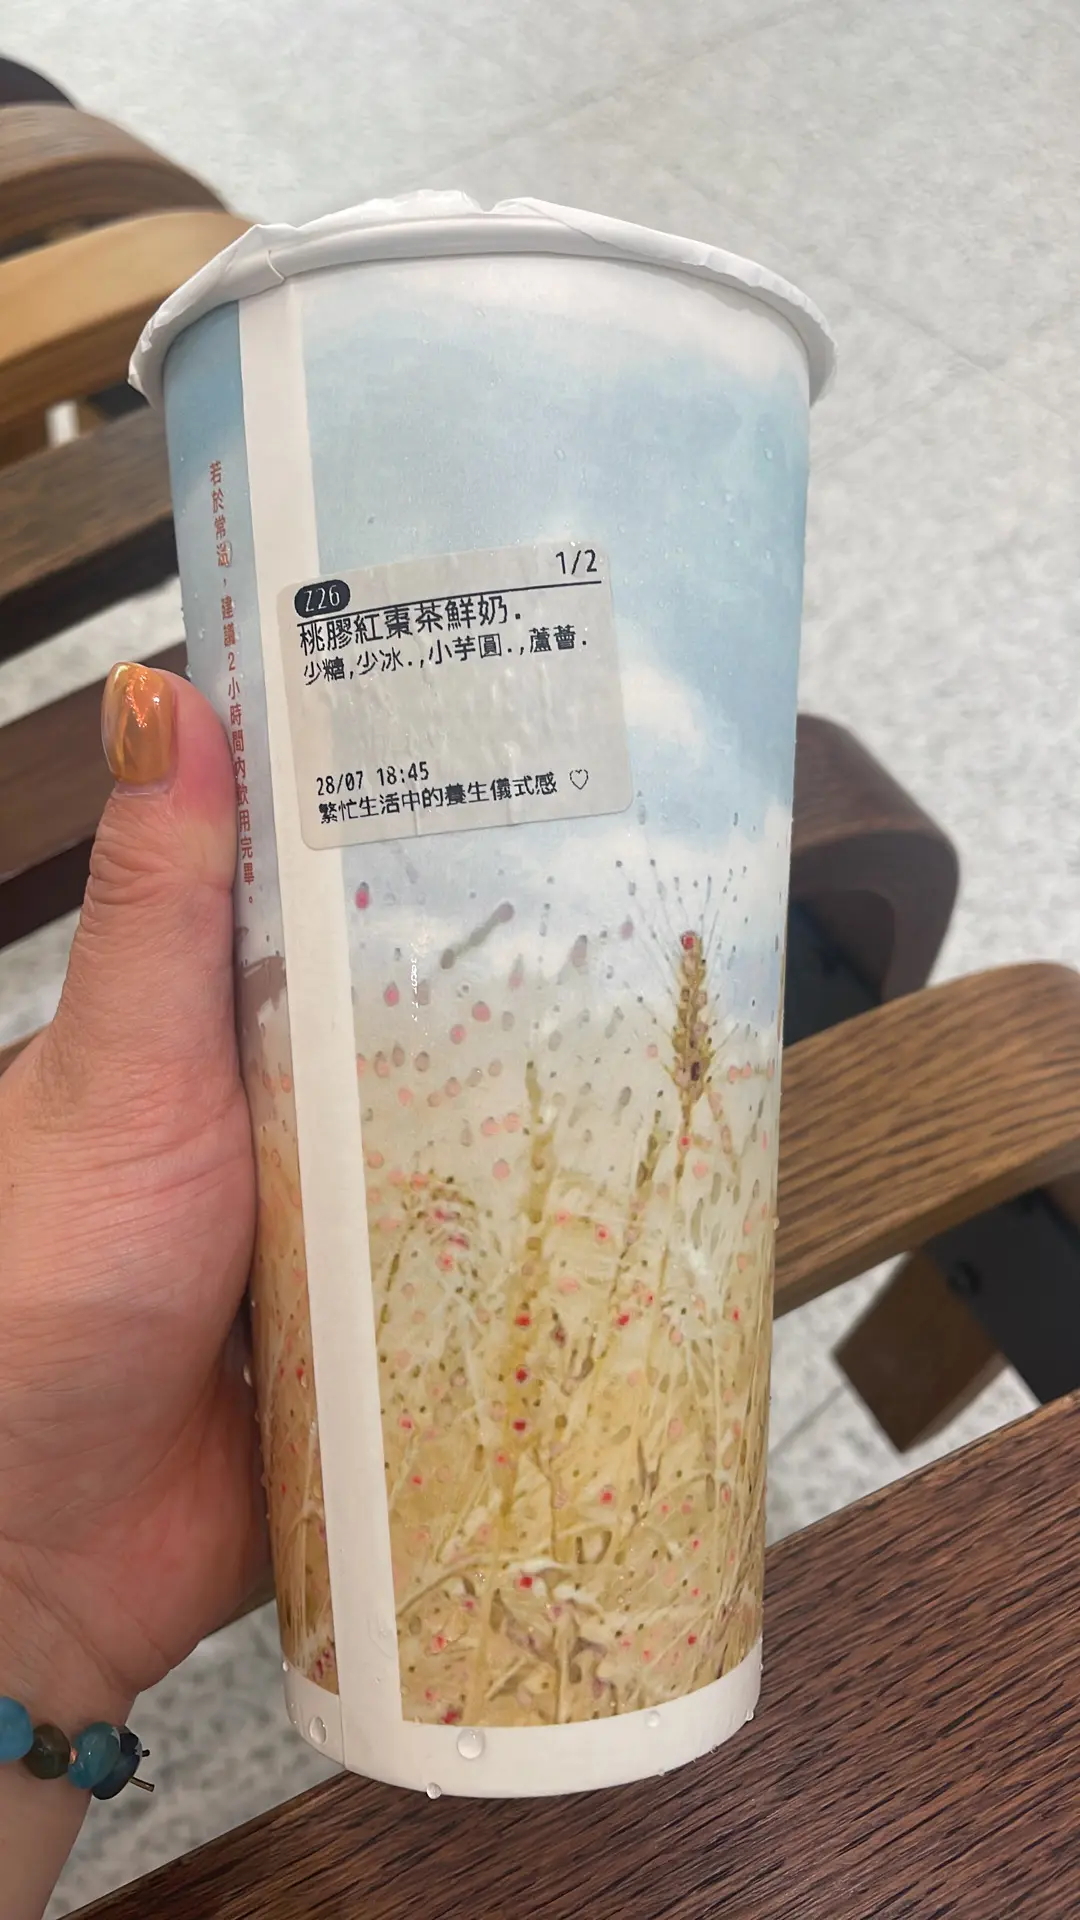 若於常溫，建議2小時間內飲用完畢。
Z26
1/2
桃膠紅棗茶鮮奶.
少糖,少冰.,小芋圓.,蘆薈.
28/07 18:45
繁忙生活中的養生儀式感 ♡